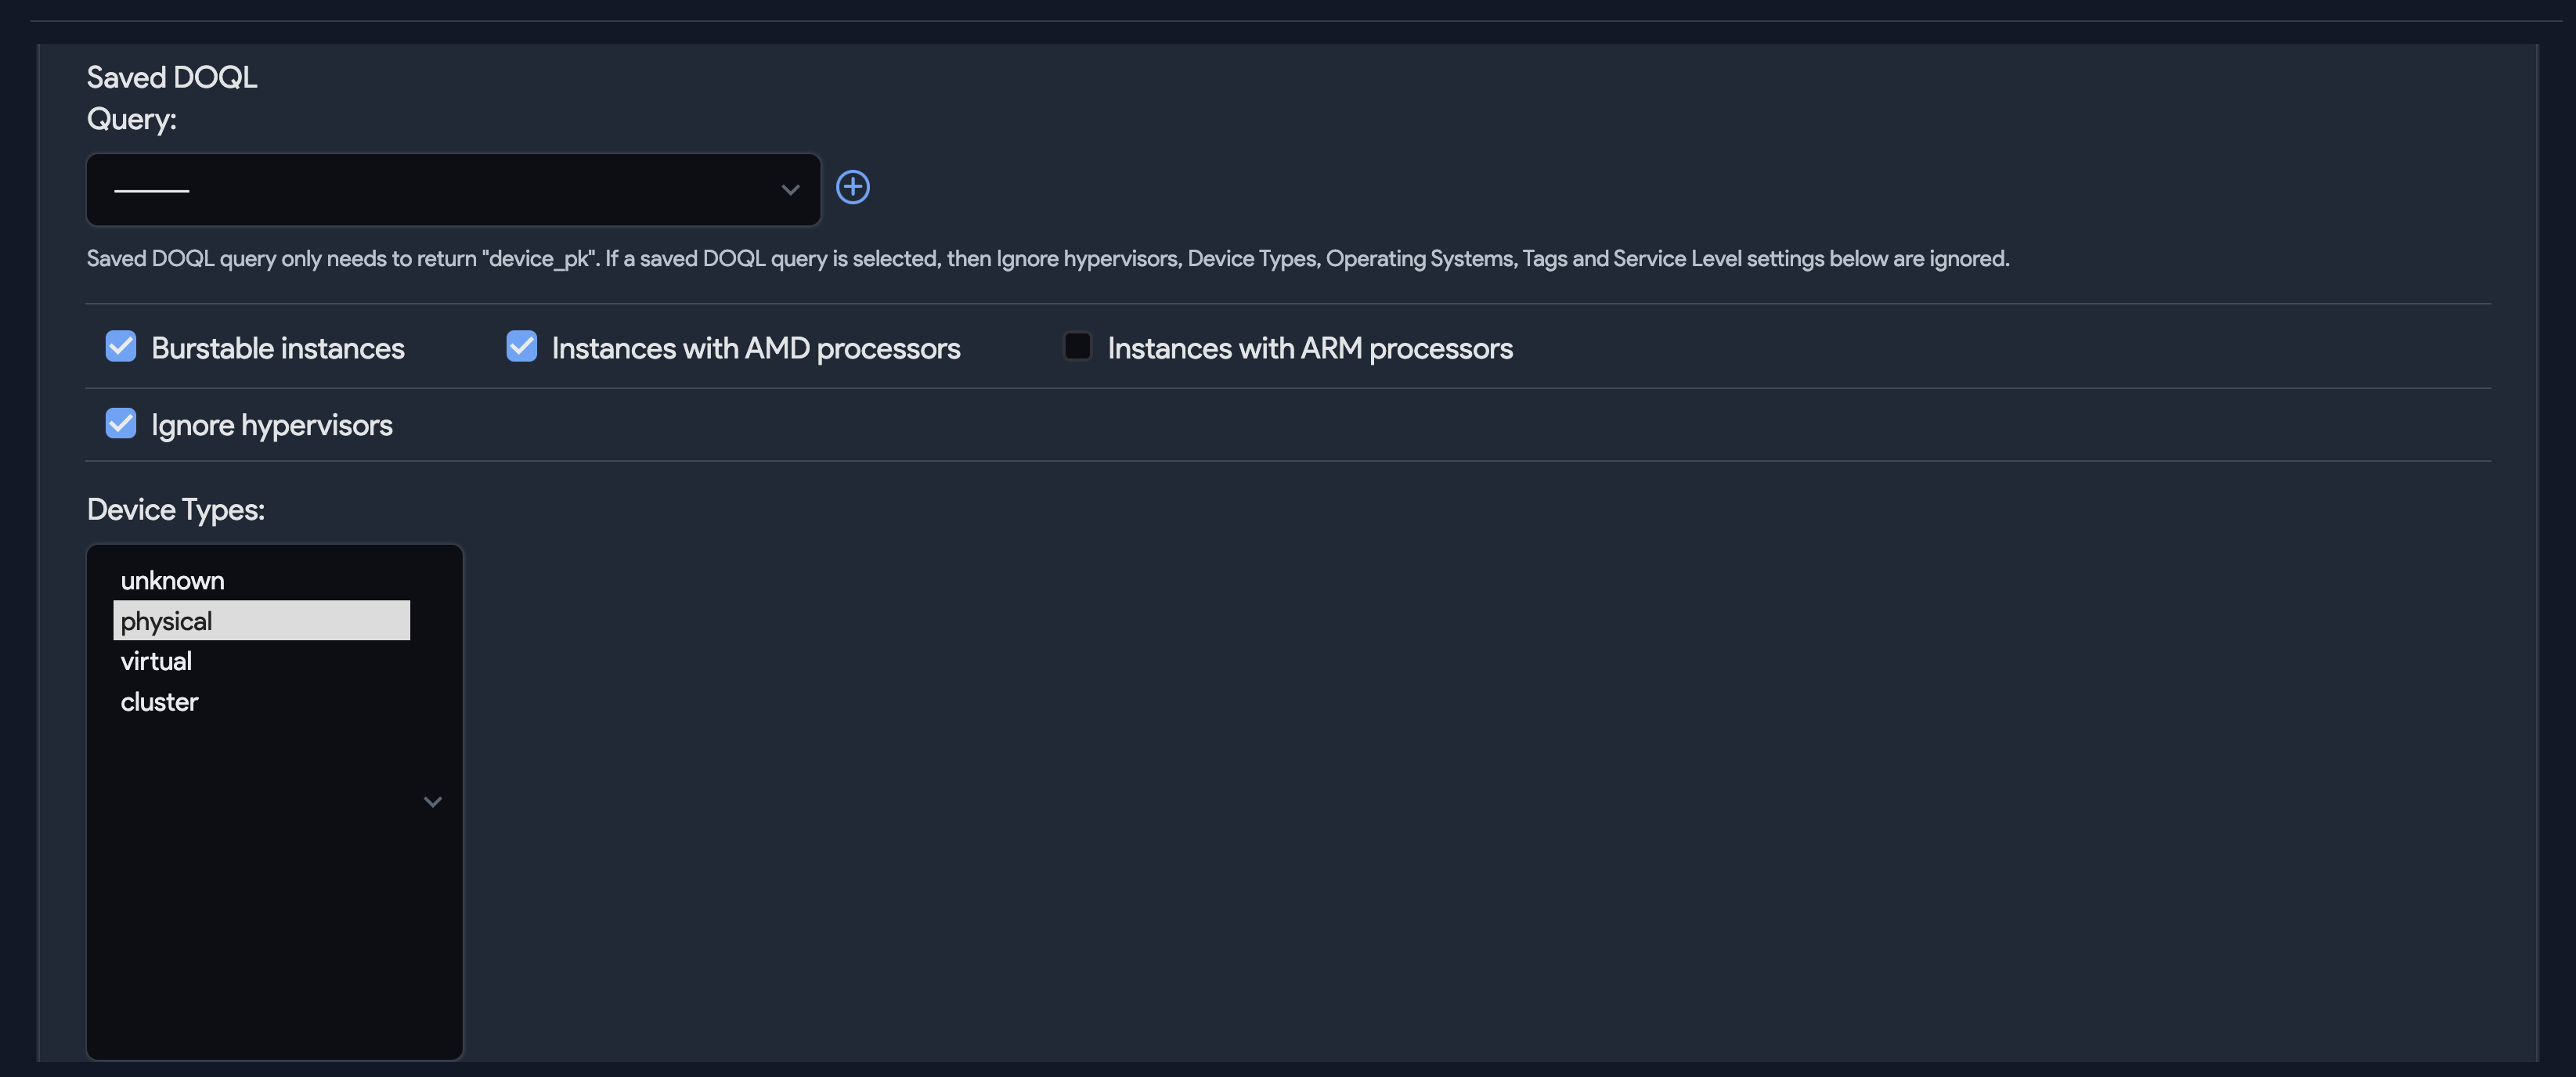 Saved DOQL
Query:
Saved DOQL query only needs to return "device_pk". If a saved DOQL query is selected, then Ignore hypervisors, Device Types, Operating Systems, Tags and Service Level settings below are ignored.
Burstable instances
Instances with AMD processors
Instances with ARM processors
Ignore hypervisors
Device Types:
unknown
physical
virtual
cluster